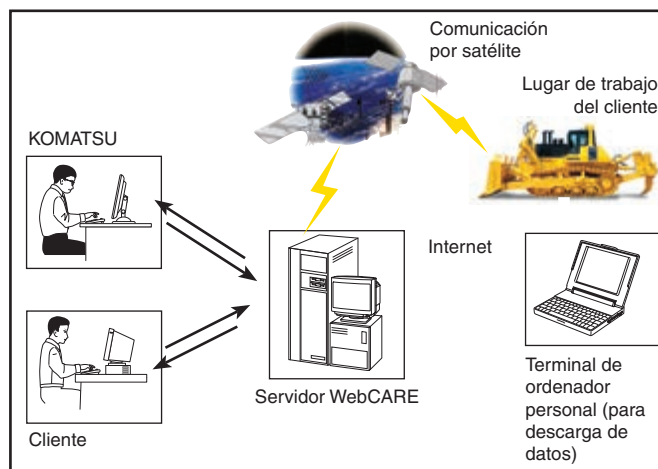 Comunicación
por satélite
Lugar de trabajo
del cliente
KOMATSU
Internet
Servidor WebCARE
Cliente
Terminal de
ordenador
personal (para
descarga de
datos)